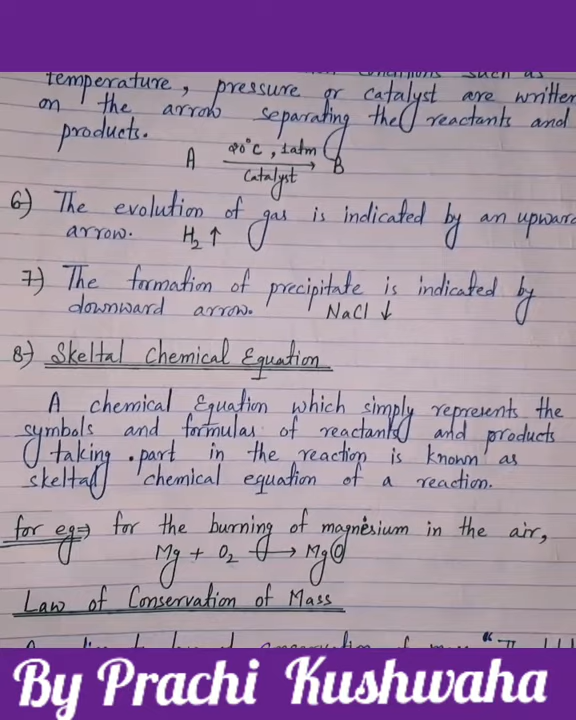 conditions such as
temperature, pressure or catalyst are written
on the arrow separating the reactants and
products.
A 20°C, 1atm B
Catalyst
6) The evolution of gas is indicated by an upward
arrow. H₂ ↑
7) The formation of precipitate is indicated by
downward arrow. NaCl ↓
8) Skeltal Chemical Equation
A chemical Equation which simply represents the
symbols and formulas of reactants and products
taking part in the reaction is known as
skeltal chemical equation of a reaction.
for eg ⇒ for the burning of magnesium in the air,
Mg + O₂ → MgO
Law of Conservation of Mass
By Prachi Kushwaha